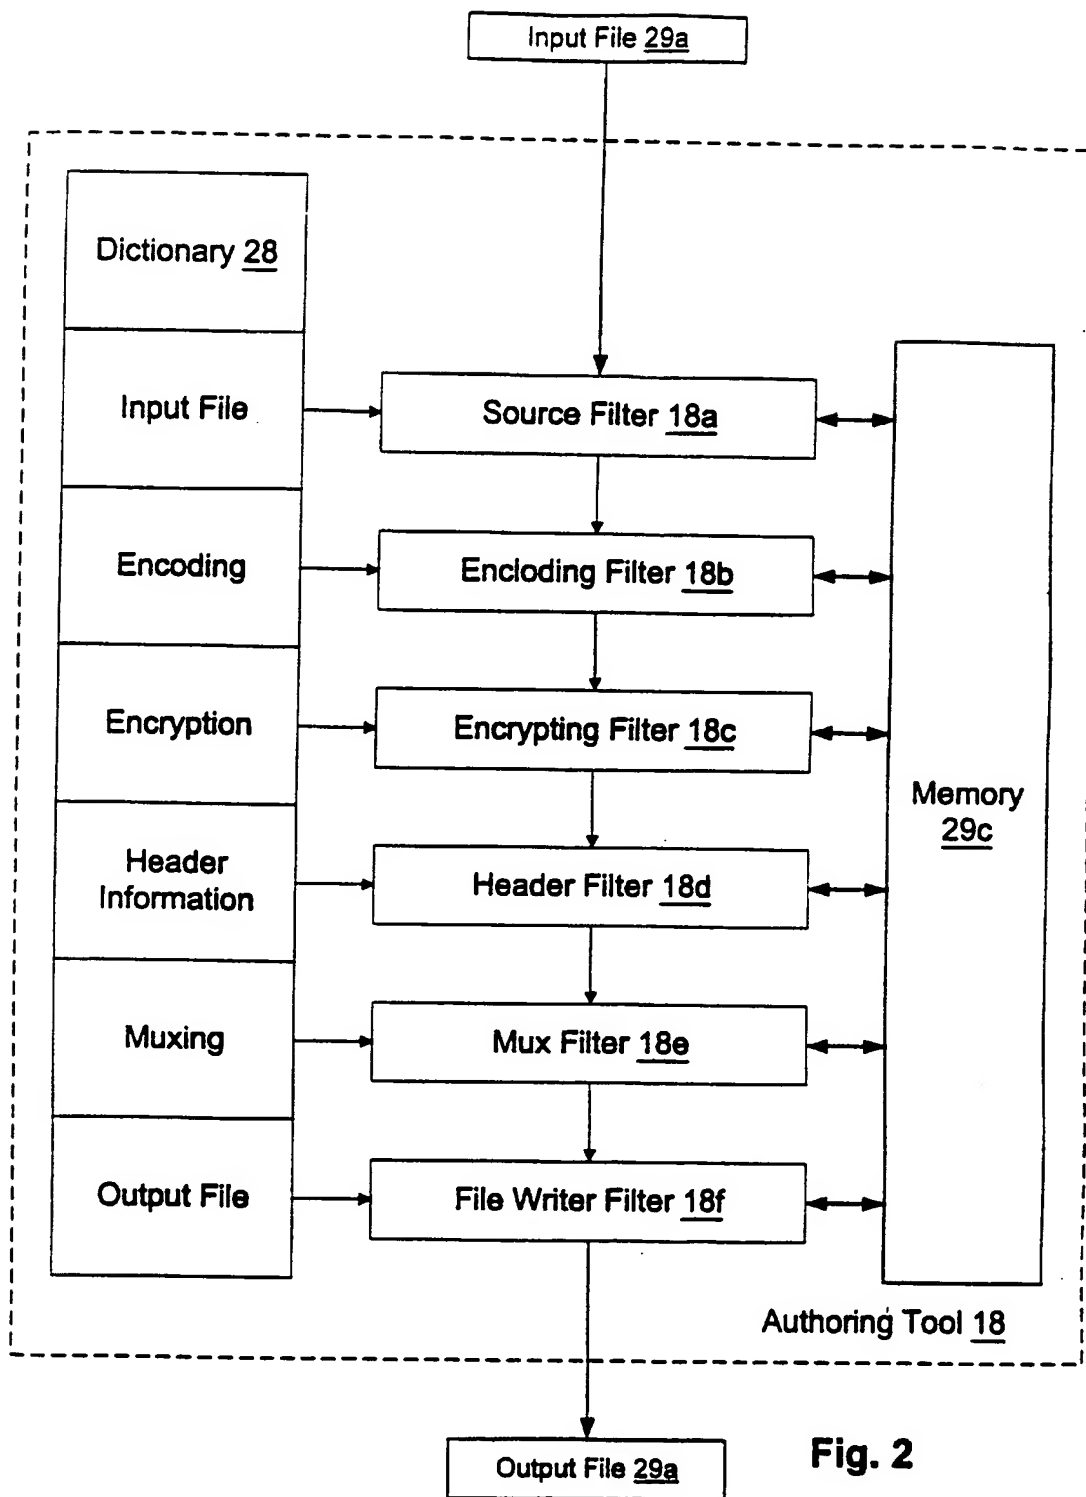 Input File 29a
Dictionary 28
Input File
Source Filter 18a
Encoding
Encloding Filter 18b
Encryption
Encrypting Filter 18c
Memory
29c
Header
Information
Header Filter 18d
Muxing
Mux Filter 18e
Output File
File Writer Filter 18f
Authoring Tool 18
Output File 29a
Fig. 2